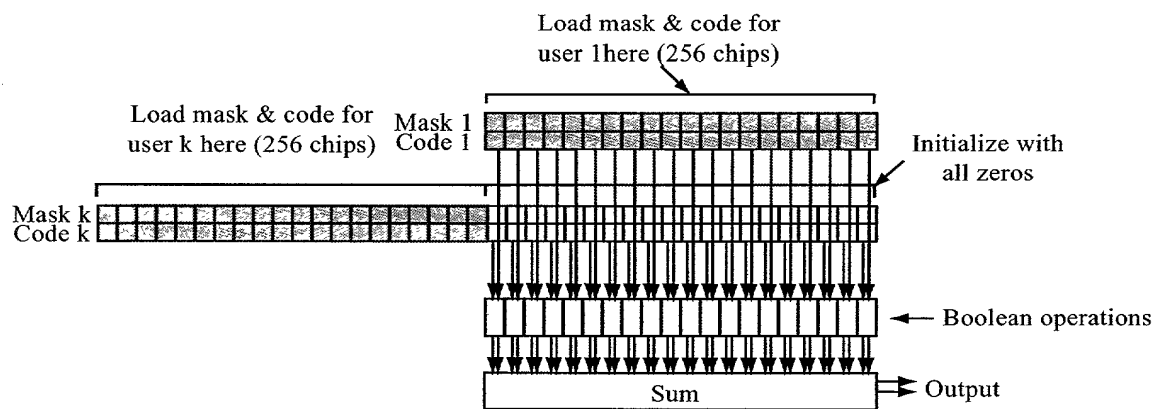 Load mask & code for
user 1here (256 chips)
Load mask & code for
user k here (256 chips)
Mask 1
Code 1
Initialize with
all zeros
Mask k
Code k
Boolean operations
Sum
Output